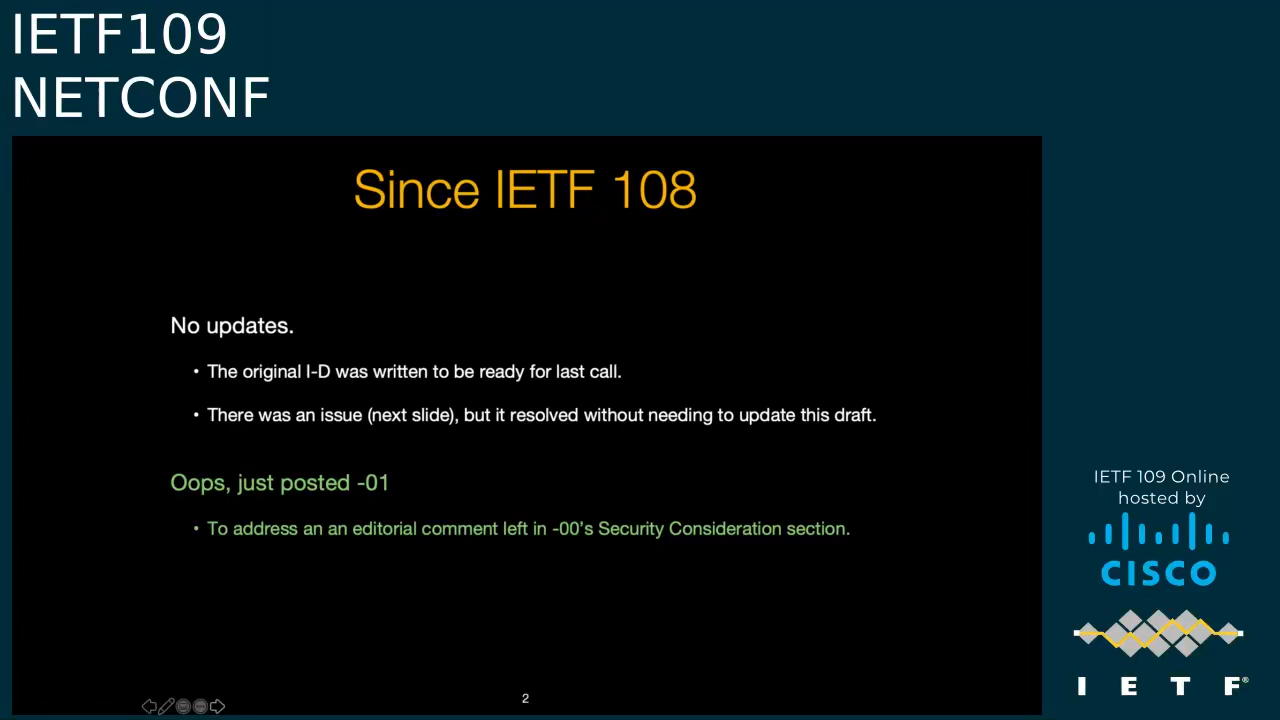 IETF109
NETCONF
Since IETF 108
No updates.
• The original I-D was written to be ready for last call.
• There was an issue (next slide), but it resolved without needing to update this draft.
Oops, just posted -01
• To address an an editorial comment left in -00's Security Consideration section.
2
IETF 109 Online
hosted by
CISCO
I E T F®